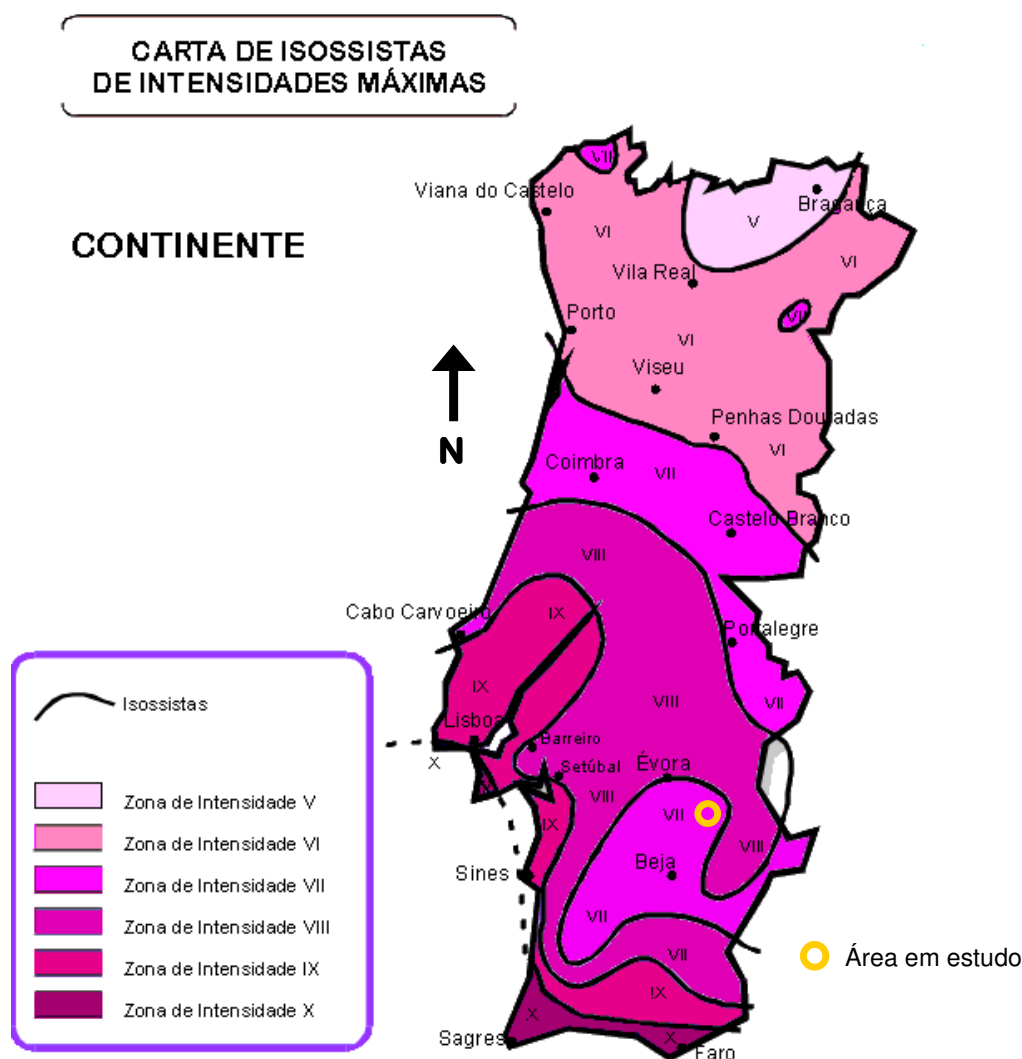 CARTA DE ISOSSISTAS
DE INTENSIDADES MÁXIMAS
CONTINENTE
VII
Viana do Castelo
Bragança
V
VI
VI
Vila Real
VII
Porto
VI
Viseu
N
Penhas Douradas
VI
Coimbra
VII
Castelo Branco
VIII
Cabo Carvoeiro
IX
X
Portalegre
IX
VIII
VII
Lisboa
Barreiro
X
Setúbal
Évora
X
VIII
VII
IX
VIII
Sines
Beja
VII
VII
IX
X
X
Sagres
Faro
Área em estudo
Isossistas
Zona de Intensidade V
Zona de Intensidade VI
Zona de Intensidade VII
Zona de Intensidade VIII
Zona de Intensidade IX
Zona de Intensidade X